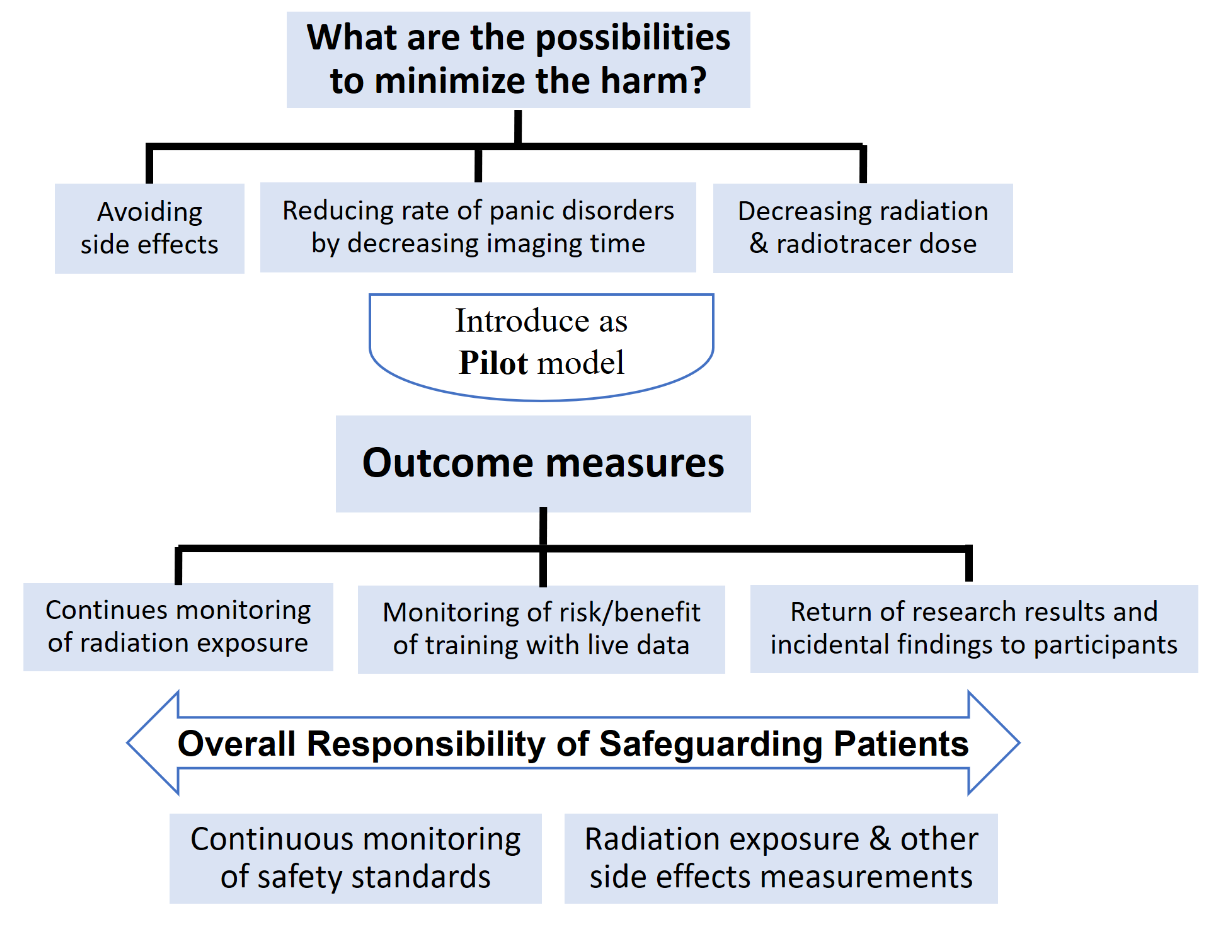 What are the possibilities
to minimize the harm?
Avoiding
side effects
Reducing rate of panic disorders
by decreasing imaging time
Decreasing radiation
& radiotracer dose
Introduce as
Pilot model
Outcome measures
Continues monitoring
of radiation exposure
Monitoring of risk/benefit
of training with live data
Return of research results and
incidental findings to participants
Overall Responsibility of Safeguarding Patients
Continuous monitoring
of safety standards
Radiation exposure & other
side effects measurements